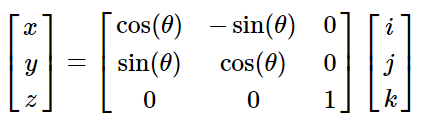 x = cos(θ) − sin(θ) 0 i
y sin(θ) cos(θ) 0 j
z 0 0 1 k